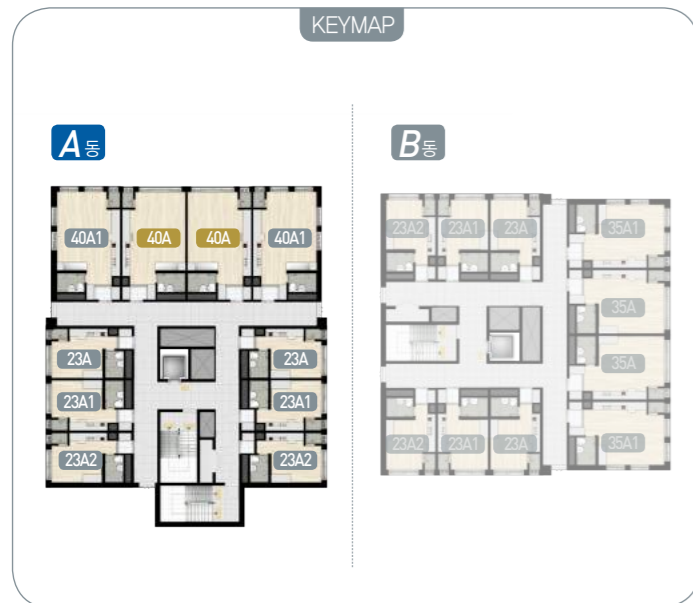 KEYMAP
A동
B동
40A1 40A 40A 40A1
23A 23A
23A1 23A1
23A2 23A2
23A2 23A1 23A 35A1
35A
35A
23A2 23A1 23A 35A1